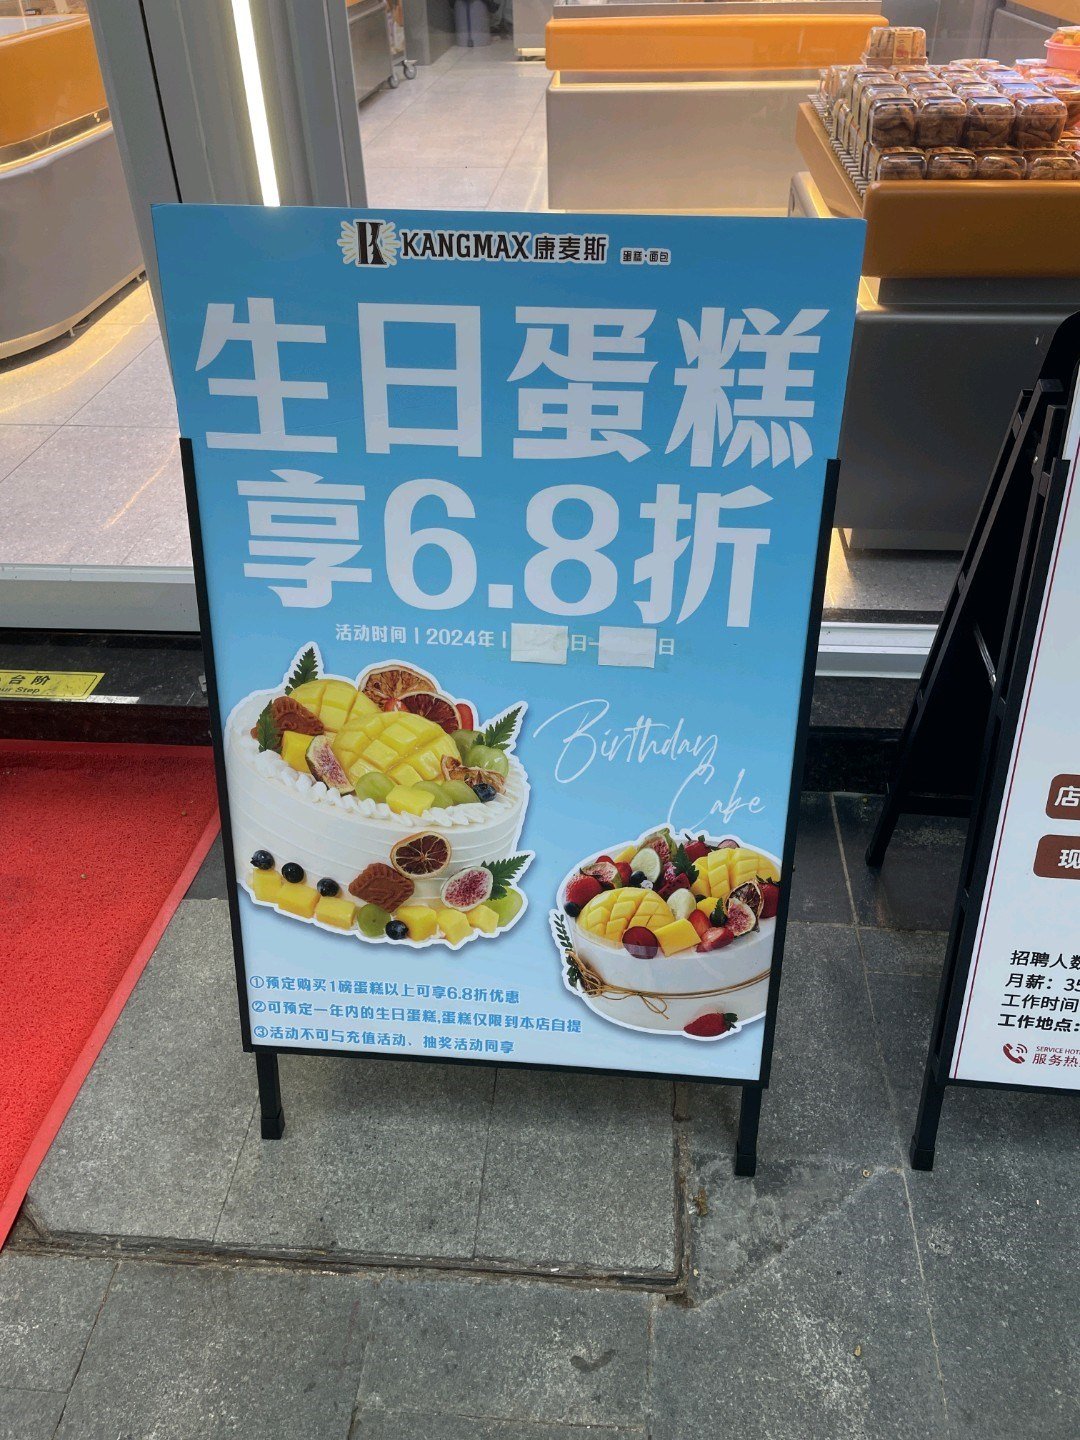 KANGMAX康麦斯 蛋糕·面包
生日蛋糕
享6.8折
活动时间 | 2024年 | 日- 日
Birthday
Cake
①预定购买1磅蛋糕以上可享6.8折优惠
②可预定一年内的生日蛋糕,蛋糕仅限到本店自提
③活动不可与充值活动、抽奖活动同享
台阶
Your Step
店
现
招聘人数
月薪：35
工作时间
工作地点：
SERVICE HOT
服务热